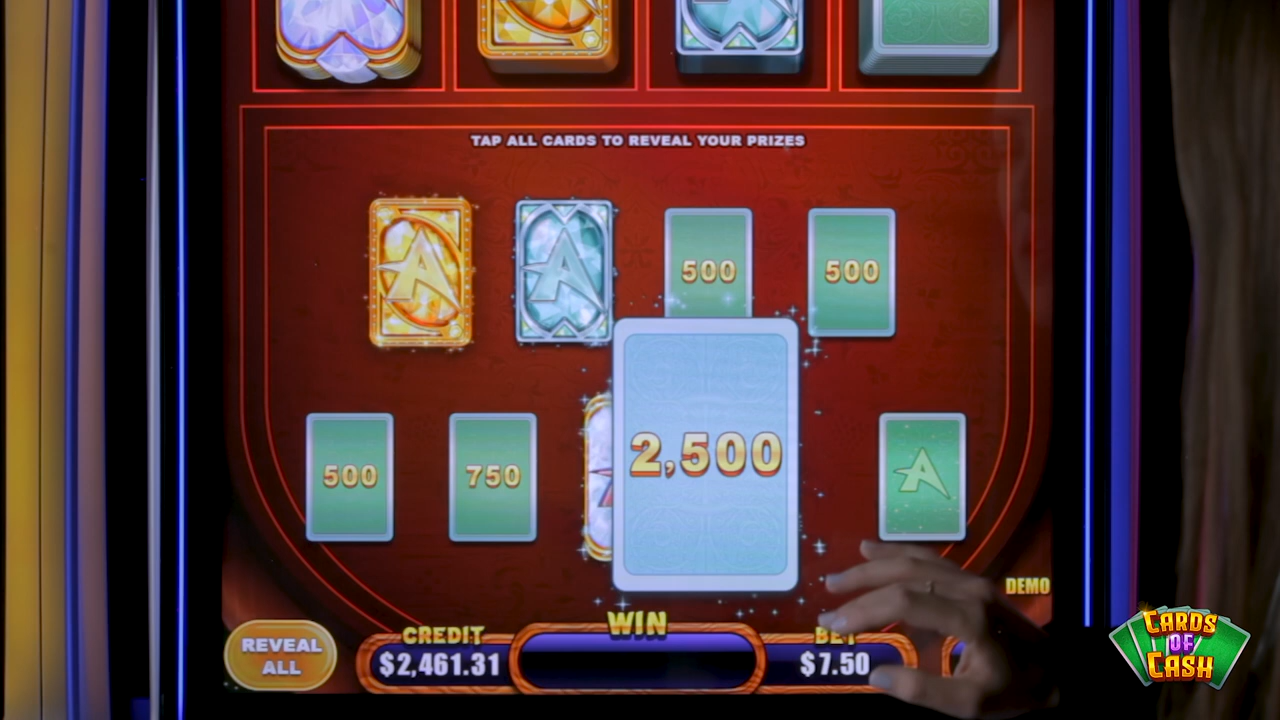 TAP ALL CARDS TO REVEAL YOUR PRIZES
A
A
500
500
500
750
2,500
A
DEMO
REVEAL
ALL
CREDIT
$2,461.31
WIN
BET
$7.50
CARDS
OF
CASH